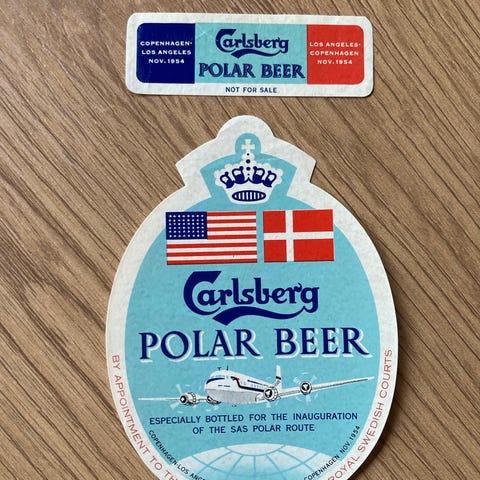 COPENHAGEN-
LOS ANGELES
NOV. 1954
Carlsberg
POLAR BEER
NOT FOR SALE
LOS ANGELES-
COPENHAGEN
NOV. 1954
Carlsberg
POLAR BEER
ESPECIALLY BOTTLED FOR THE INAUGURATION
OF THE SAS POLAR ROUTE
BY APPOINTMENT TO TH
ROYAL SWEDISH COURTS
COPENHAGEN-LOS AN
COPENHAGEN NOV. 1954